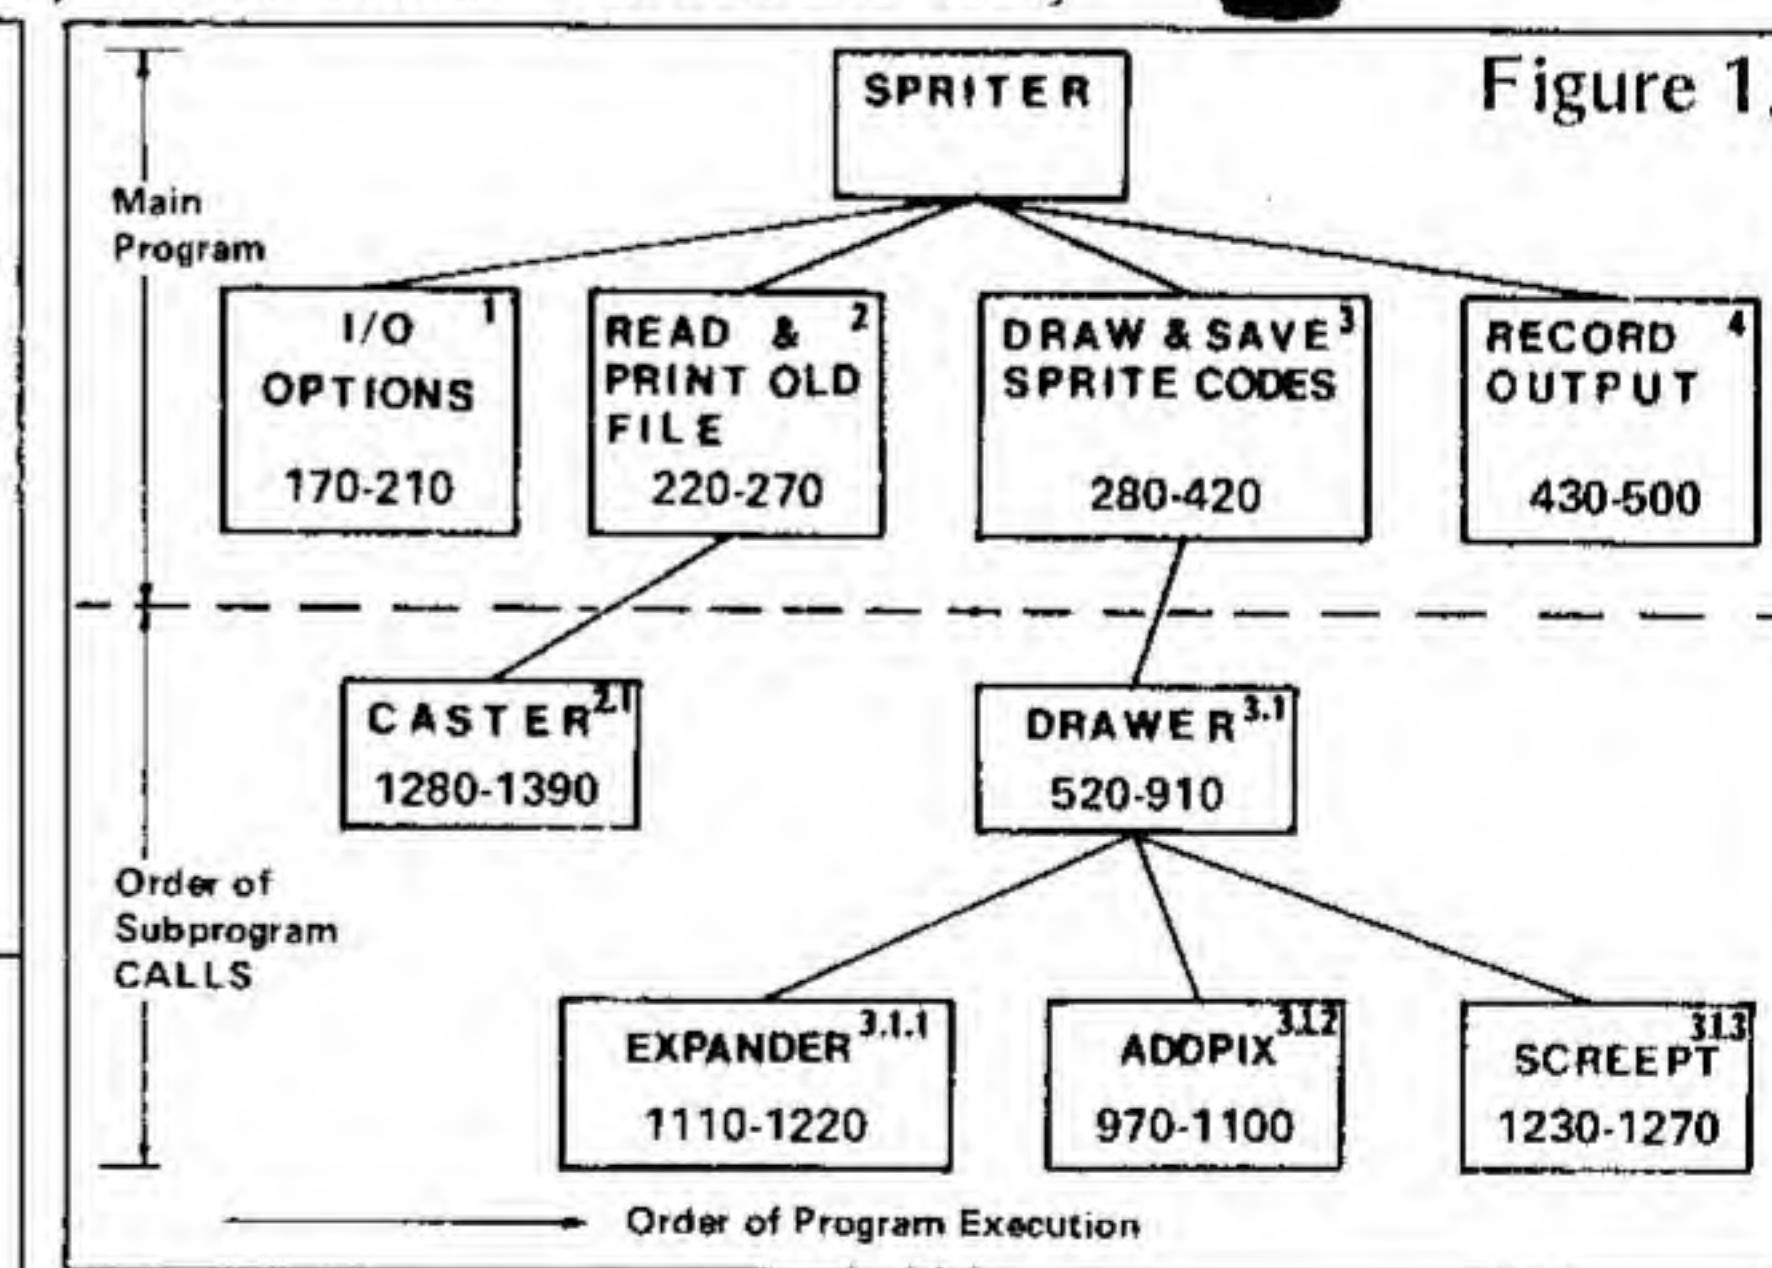 Figure 1.
SPRITER
Main
Program
1
I/O
OPTIONS
170-210
2
READ &
PRINT OLD
FILE
220-270
3
DRAW & SAVE
SPRITE CODES
280-420
4
RECORD
OUTPUT
430-500
2.1
CASTER
1280-1390
3.1
DRAWER
520-910
Order of
Subprogram
CALLS
3.1.1
EXPANDER
1110-1220
3.1.2
ADDPIX
970-1100
3.1.3
SCREEPT
1230-1270
Order of Program Execution